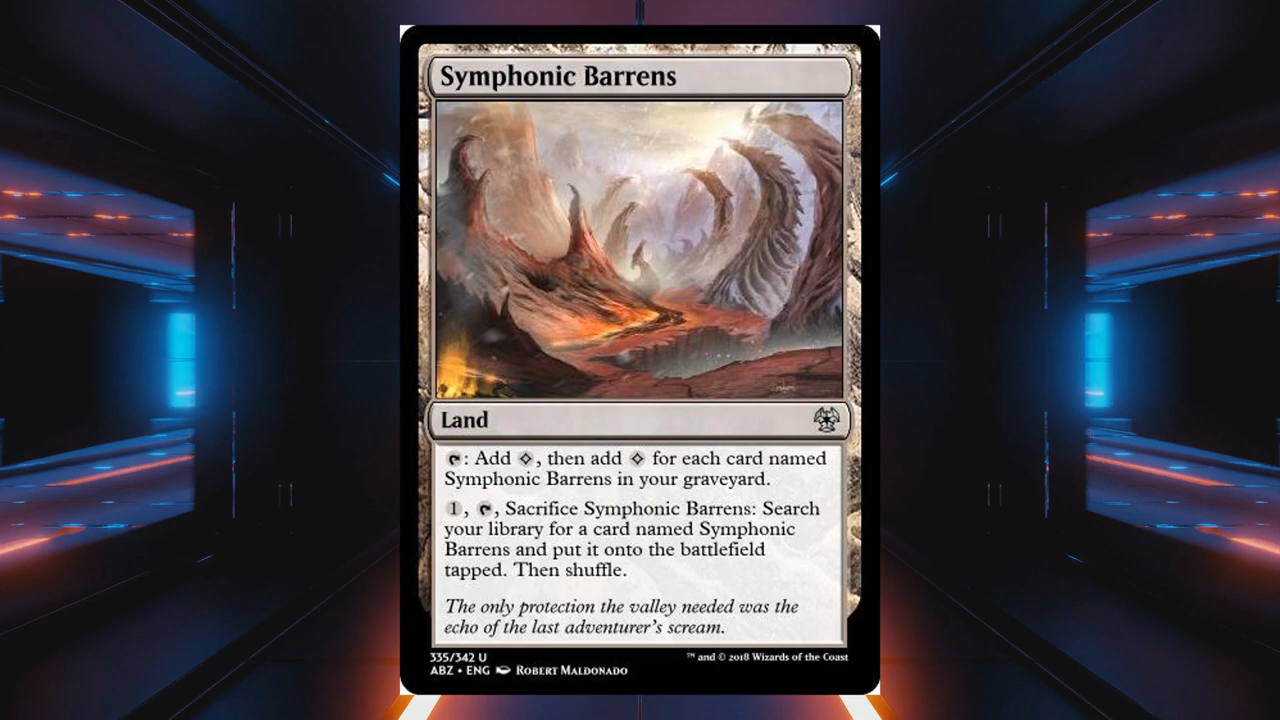 Symphonic Barrens
Land
: Add , then add for each card named
Symphonic Barrens in your graveyard.
1, , Sacrifice Symphonic Barrens: Search
your library for a card named Symphonic
Barrens and put it onto the battlefield
tapped. Then shuffle.
The only protection the valley needed was the
echo of the last adventurer's scream.
335/342 U
™ and © 2018 Wizards of the Coast
ABZ • ENG Robert Maldonado